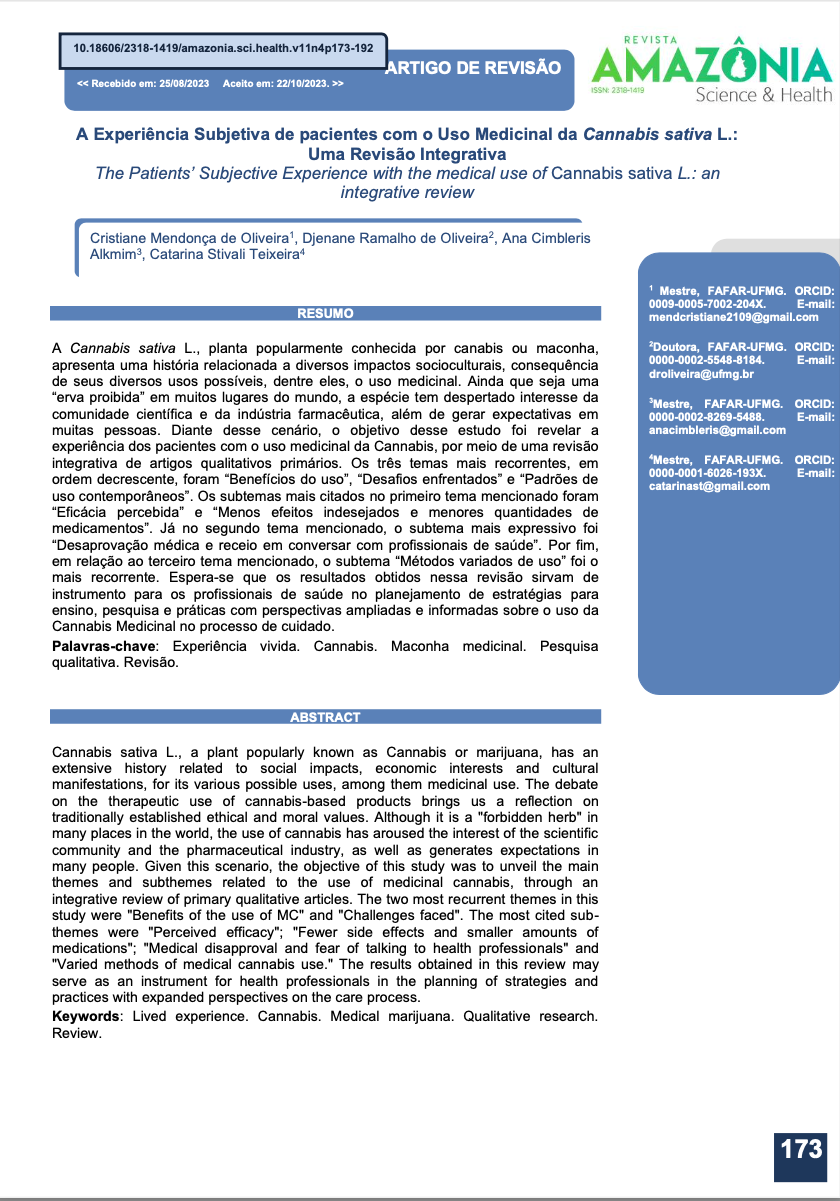 10.18606/2318-1419/amazonia.sci.health.v11n4p173-192
ARTIGO DE REVISÃO
<< Recebido em: 25/08/2023 Aceito em: 22/10/2023. >>
REVISTA
AMAZÔNIA
ISSN: 2318-1419
Science & Health
A Experiência Subjetiva de pacientes com o Uso Medicinal da Cannabis sativa L.:
Uma Revisão Integrativa
The Patients’ Subjective Experience with the medical use of Cannabis sativa L.: an
integrative review
Cristiane Mendonça de Oliveira¹, Djenane Ramalho de Oliveira², Ana Cimbleris
Alkmim³, Catarina Stivali Teixeira⁴
¹ Mestre, FAFAR-UFMG. ORCID:
0009-0005-7002-204X. E-mail:
mendcristiane2109@gmail.com
²Doutora, FAFAR-UFMG. ORCID:
0000-0002-5548-8184. E-mail:
droliveira@ufmg.br
³Mestre, FAFAR-UFMG. ORCID:
0000-0002-8269-5488. E-mail:
anacimbleris@gmail.com
⁴Mestre, FAFAR-UFMG. ORCID:
0000-0001-6026-193X. E-mail:
catarinast@gmail.com
RESUMO
A Cannabis sativa L., planta popularmente conhecida por canabis ou maconha,
apresenta uma história relacionada a diversos impactos socioculturais, consequência
de seus diversos usos possíveis, dentre eles, o uso medicinal. Ainda que seja uma
“erva proibida” em muitos lugares do mundo, a espécie tem despertado interesse da
comunidade científica e da indústria farmacêutica, além de gerar expectativas em
muitas pessoas. Diante desse cenário, o objetivo desse estudo foi revelar a
experiência dos pacientes com o uso medicinal da Cannabis, por meio de uma revisão
integrativa de artigos qualitativos primários. Os três temas mais recorrentes, em
ordem decrescente, foram “Benefícios do uso”, “Desafios enfrentados” e “Padrões de
uso contemporâneos”. Os subtemas mais citados no primeiro tema mencionado foram
“Eficácia percebida” e “Menos efeitos indesejados e menores quantidades de
medicamentos”. Já no segundo tema mencionado, o subtema mais expressivo foi
“Desaprovação médica e receio em conversar com profissionais de saúde”. Por fim,
em relação ao terceiro tema mencionado, o subtema “Métodos variados de uso” foi o
mais recorrente. Espera-se que os resultados obtidos nessa revisão sirvam de
instrumento para os profissionais de saúde no planejamento de estratégias para
ensino, pesquisa e práticas com perspectivas ampliadas e informadas sobre o uso da
Cannabis Medicinal no processo de cuidado.
Palavras-chave: Experiência vivida. Cannabis. Maconha medicinal. Pesquisa
qualitativa. Revisão.
ABSTRACT
Cannabis sativa L., a plant popularly known as Cannabis or marijuana, has an
extensive history related to social impacts, economic interests and cultural
manifestations, for its various possible uses, among them medicinal use. The debate
on the therapeutic use of cannabis-based products brings us a reflection on
traditionally established ethical and moral values. Although it is a "forbidden herb" in
many places in the world, the use of cannabis has aroused the interest of the scientific
community and the pharmaceutical industry, as well as generates expectations in
many people. Given this scenario, the objective of this study was to unveil the main
themes and subthemes related to the use of medicinal cannabis, through an
integrative review of primary qualitative articles. The two most recurrent themes in this
study were "Benefits of the use of MC" and "Challenges faced". The most cited sub-
themes were "Perceived efficacy"; "Fewer side effects and smaller amounts of
medications"; "Medical disapproval and fear of talking to health professionals" and
"Varied methods of medical cannabis use." The results obtained in this review may
serve as an instrument for health professionals in the planning of strategies and
practices with expanded perspectives on the care process.
Keywords: Lived experience. Cannabis. Medical marijuana. Qualitative research.
Review.
173